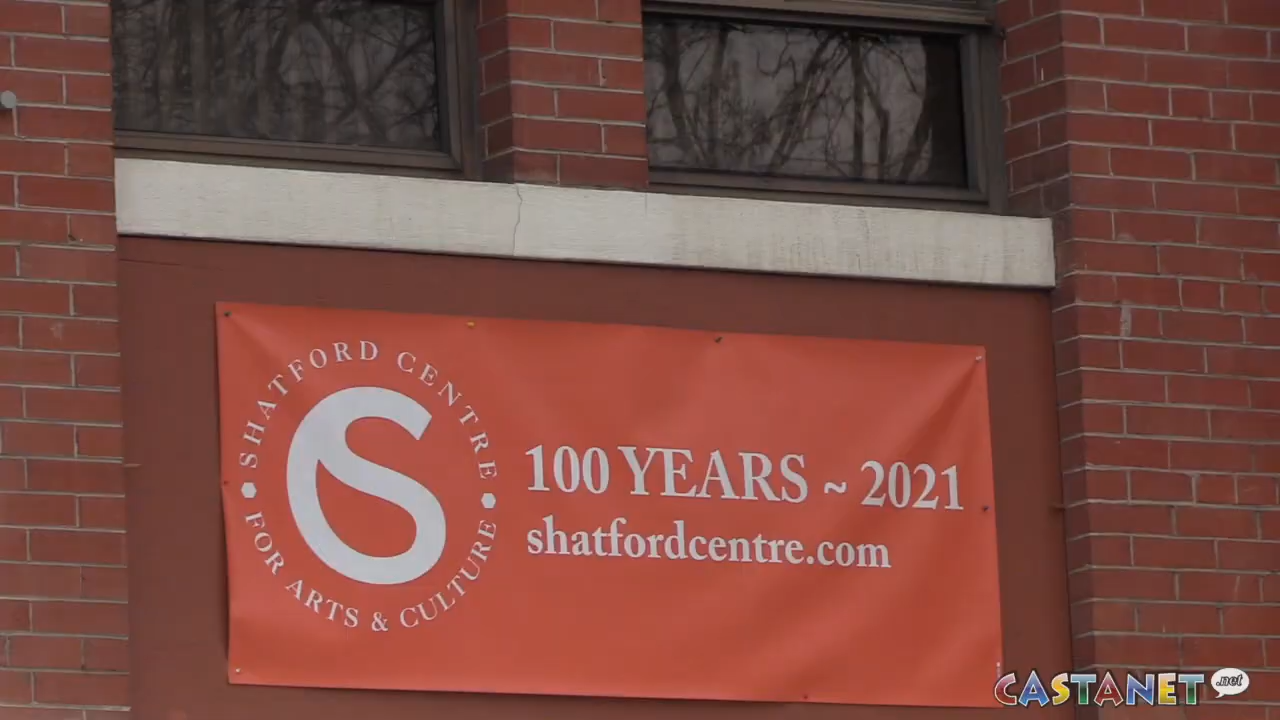 SHATFORD CENTRE
FOR ARTS & CULTURE
100 YEARS ~ 2021
shatfordcentre.com
CASTANET .net